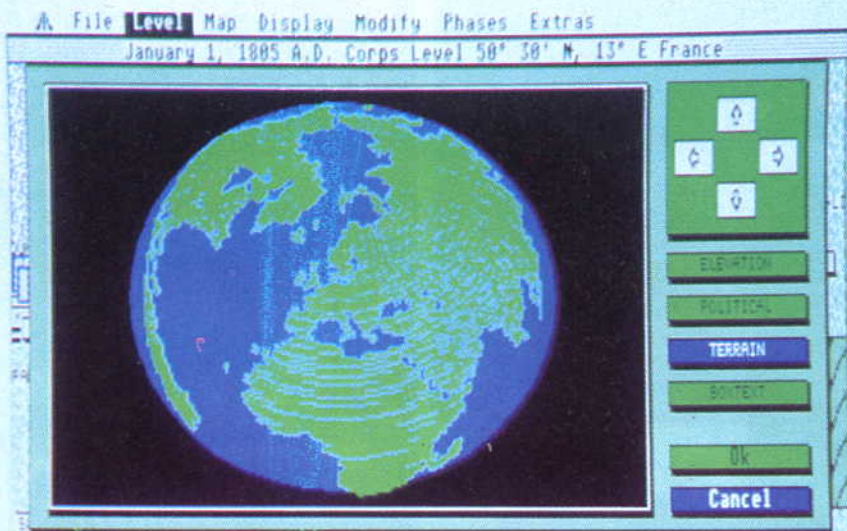 File Level Map Display Modify Phases Extras
January 1, 1805 A.D. Corps Level 50° 30' N, 13° E France
ELEVATION
POLITICAL
TERRAIN
BOXTEXT
Ok
Cancel